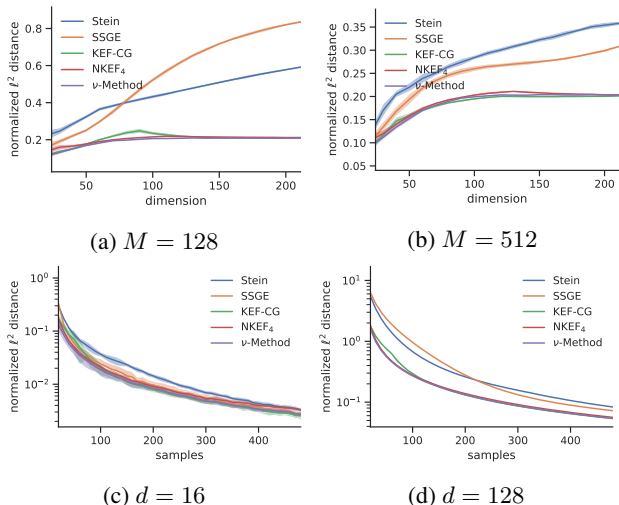 normalized ℓ² distance
0.8
0.6
0.4
0.2
50
100
150
200
dimension
Stein
SSGE
KEF-CG
NKEF₄
ν-Method
(a) M = 128
normalized ℓ² distance
0.35
0.30
0.25
0.20
0.15
0.10
0.05
50
100
150
200
dimension
Stein
SSGE
KEF-CG
NKEF₄
ν-Method
(b) M = 512
normalized ℓ² distance
10⁰
10⁻¹
10⁻²
100
200
300
400
samples
Stein
SSGE
KEF-CG
NKEF₄
ν-Method
(c) d = 16
normalized ℓ² distance
10¹
10⁰
10⁻¹
100
200
300
400
samples
Stein
SSGE
KEF-CG
NKEF₄
ν-Method
(d) d = 128